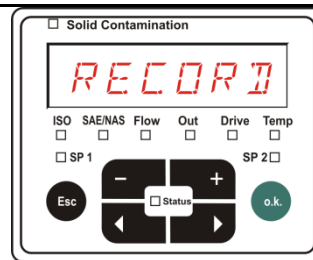 Solid Contamination
RECORD
ISO SAE/NAS Flow Out Drive Temp
SP 1 SP 2
- +
Esc Status o.k.